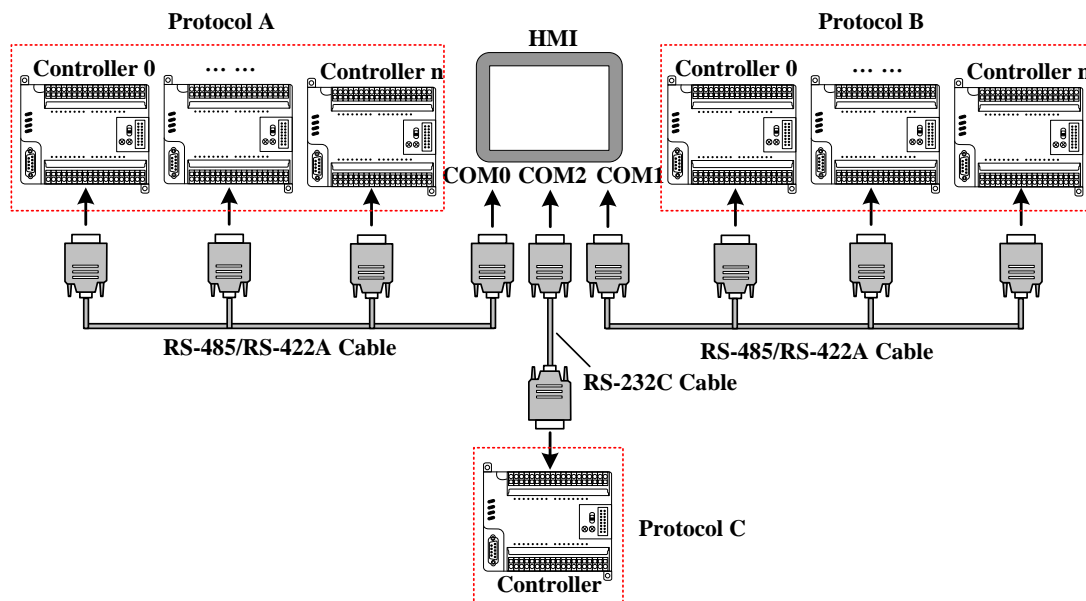 Protocol A
HMI
Protocol B
Controller 0
... ...
Controller n
Controller 0
... ...
Controller n
COM0 COM2 COM1
RS-485/RS-422A Cable
RS-485/RS-422A Cable
RS-232C Cable
Protocol C
Controller